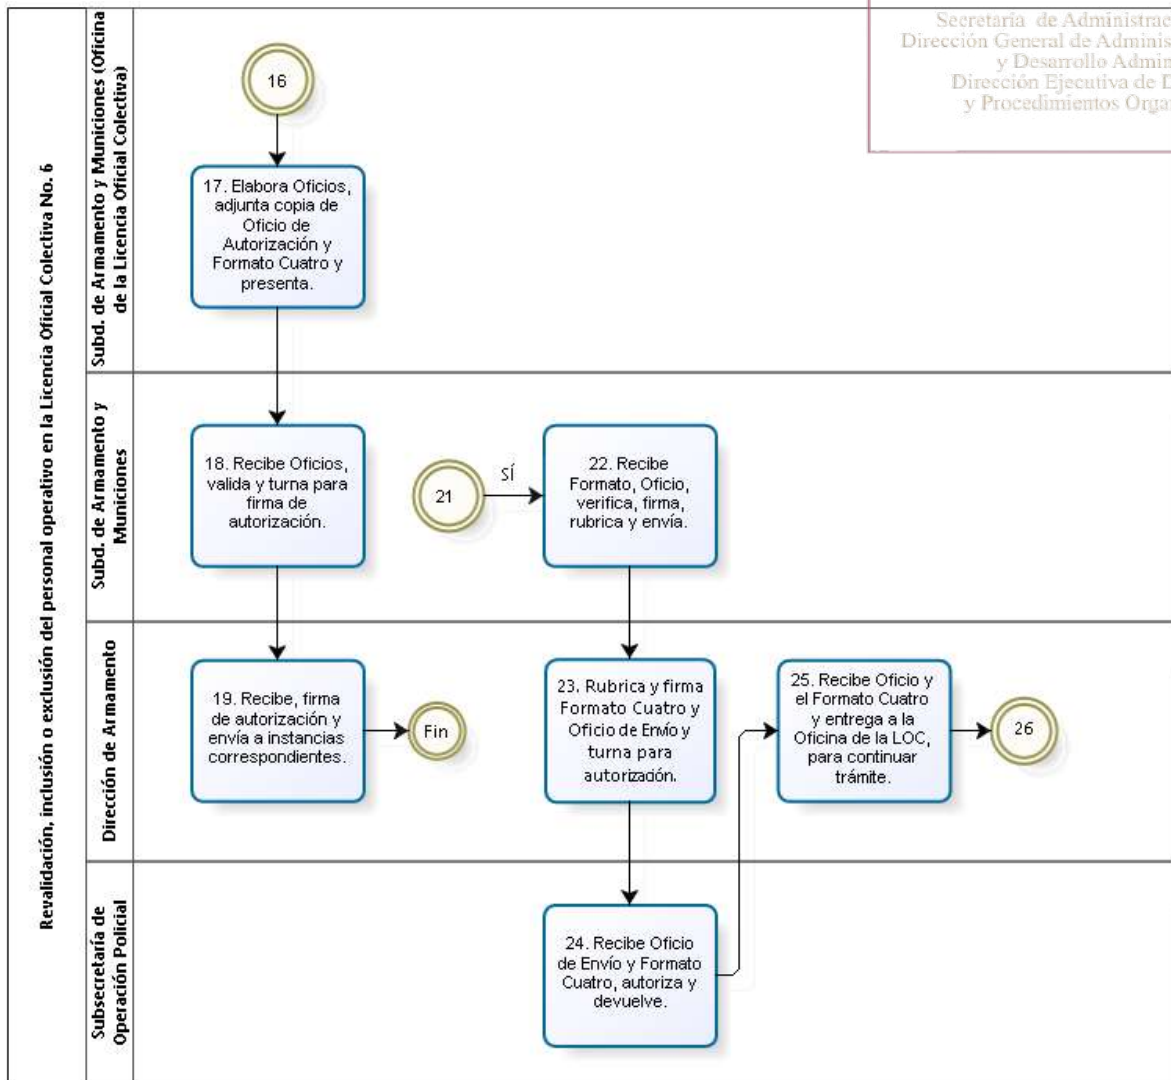 Secretaría de Administrac
Dirección General de Adminis
y Desarrollo Admin
Dirección Ejecutiva de D
y Procedimientos Orga
Revalidación, inclusión o exclusión del personal operativo en la Licencia Oficial Colectiva No. 6
Subd. de Armamento y Municiones (Oficina
de la Licencia Oficial Colectiva)
16
17. Elabora Oficios,
adjunta copia de
Oficio de
Autorización y
Formato Cuatro y
presenta.
Subd. de Armamento y
Municiones
18. Recibe Oficios,
valida y turna para
firma de
autorización.
21
SÍ
22. Recibe
Formato, Oficio,
verifica, firma,
rubrica y envía.
Dirección de Armamento
19. Recibe, firma
de autorización y
envía a instancias
correspondientes.
Fin
23. Rubrica y firma
Formato Cuatro y
Oficio de Envío y
turna para
autorización.
25. Recibe Oficio y
el Formato Cuatro
y entrega a la
Oficina de la LOC,
para continuar
trámite.
26
Subsecretaría de
Operación Policial
24. Recibe Oficio
de Envío y Formato
Cuatro, autoriza y
devuelve.